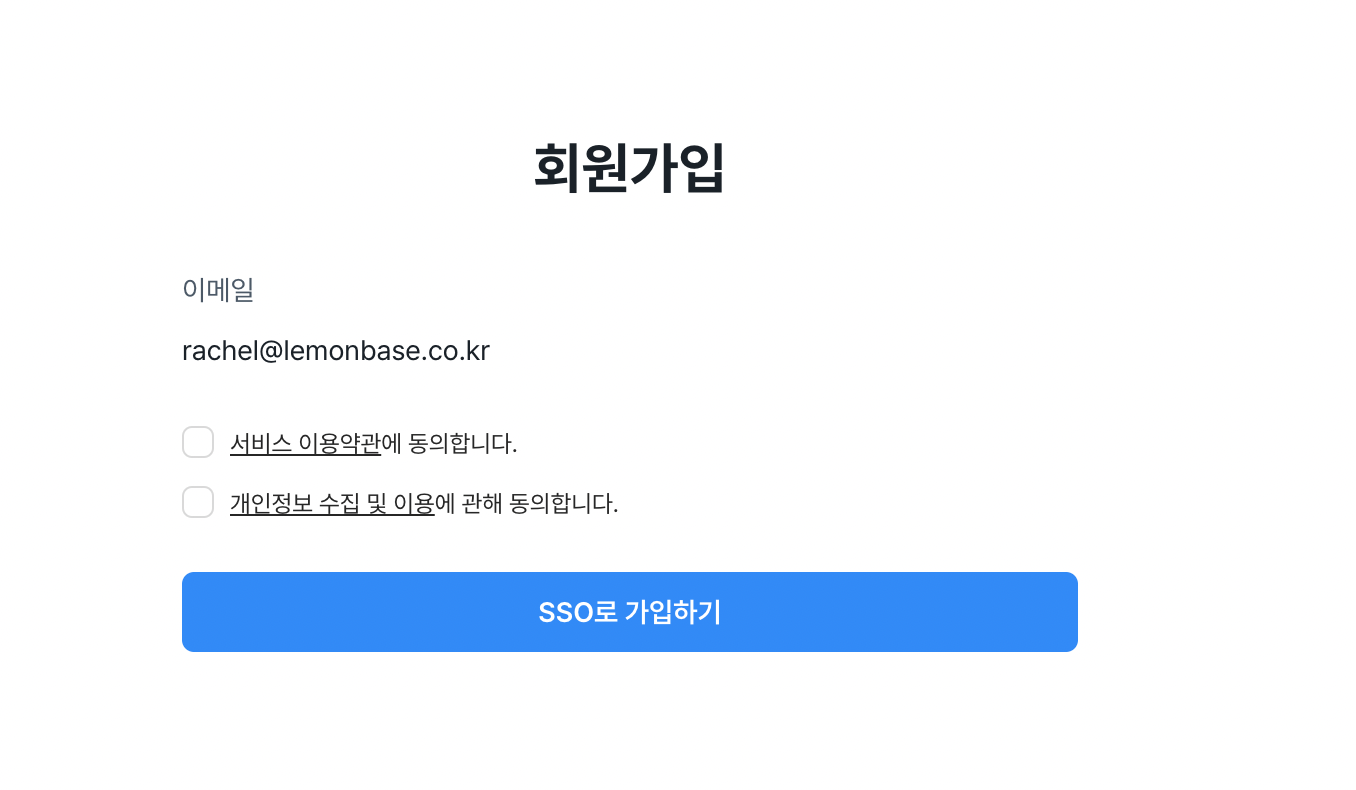 회원가입
이메일
rachel@lemonbase.co.kr
서비스 이용약관에 동의합니다.
개인정보 수집 및 이용에 관해 동의합니다.
SSO로 가입하기